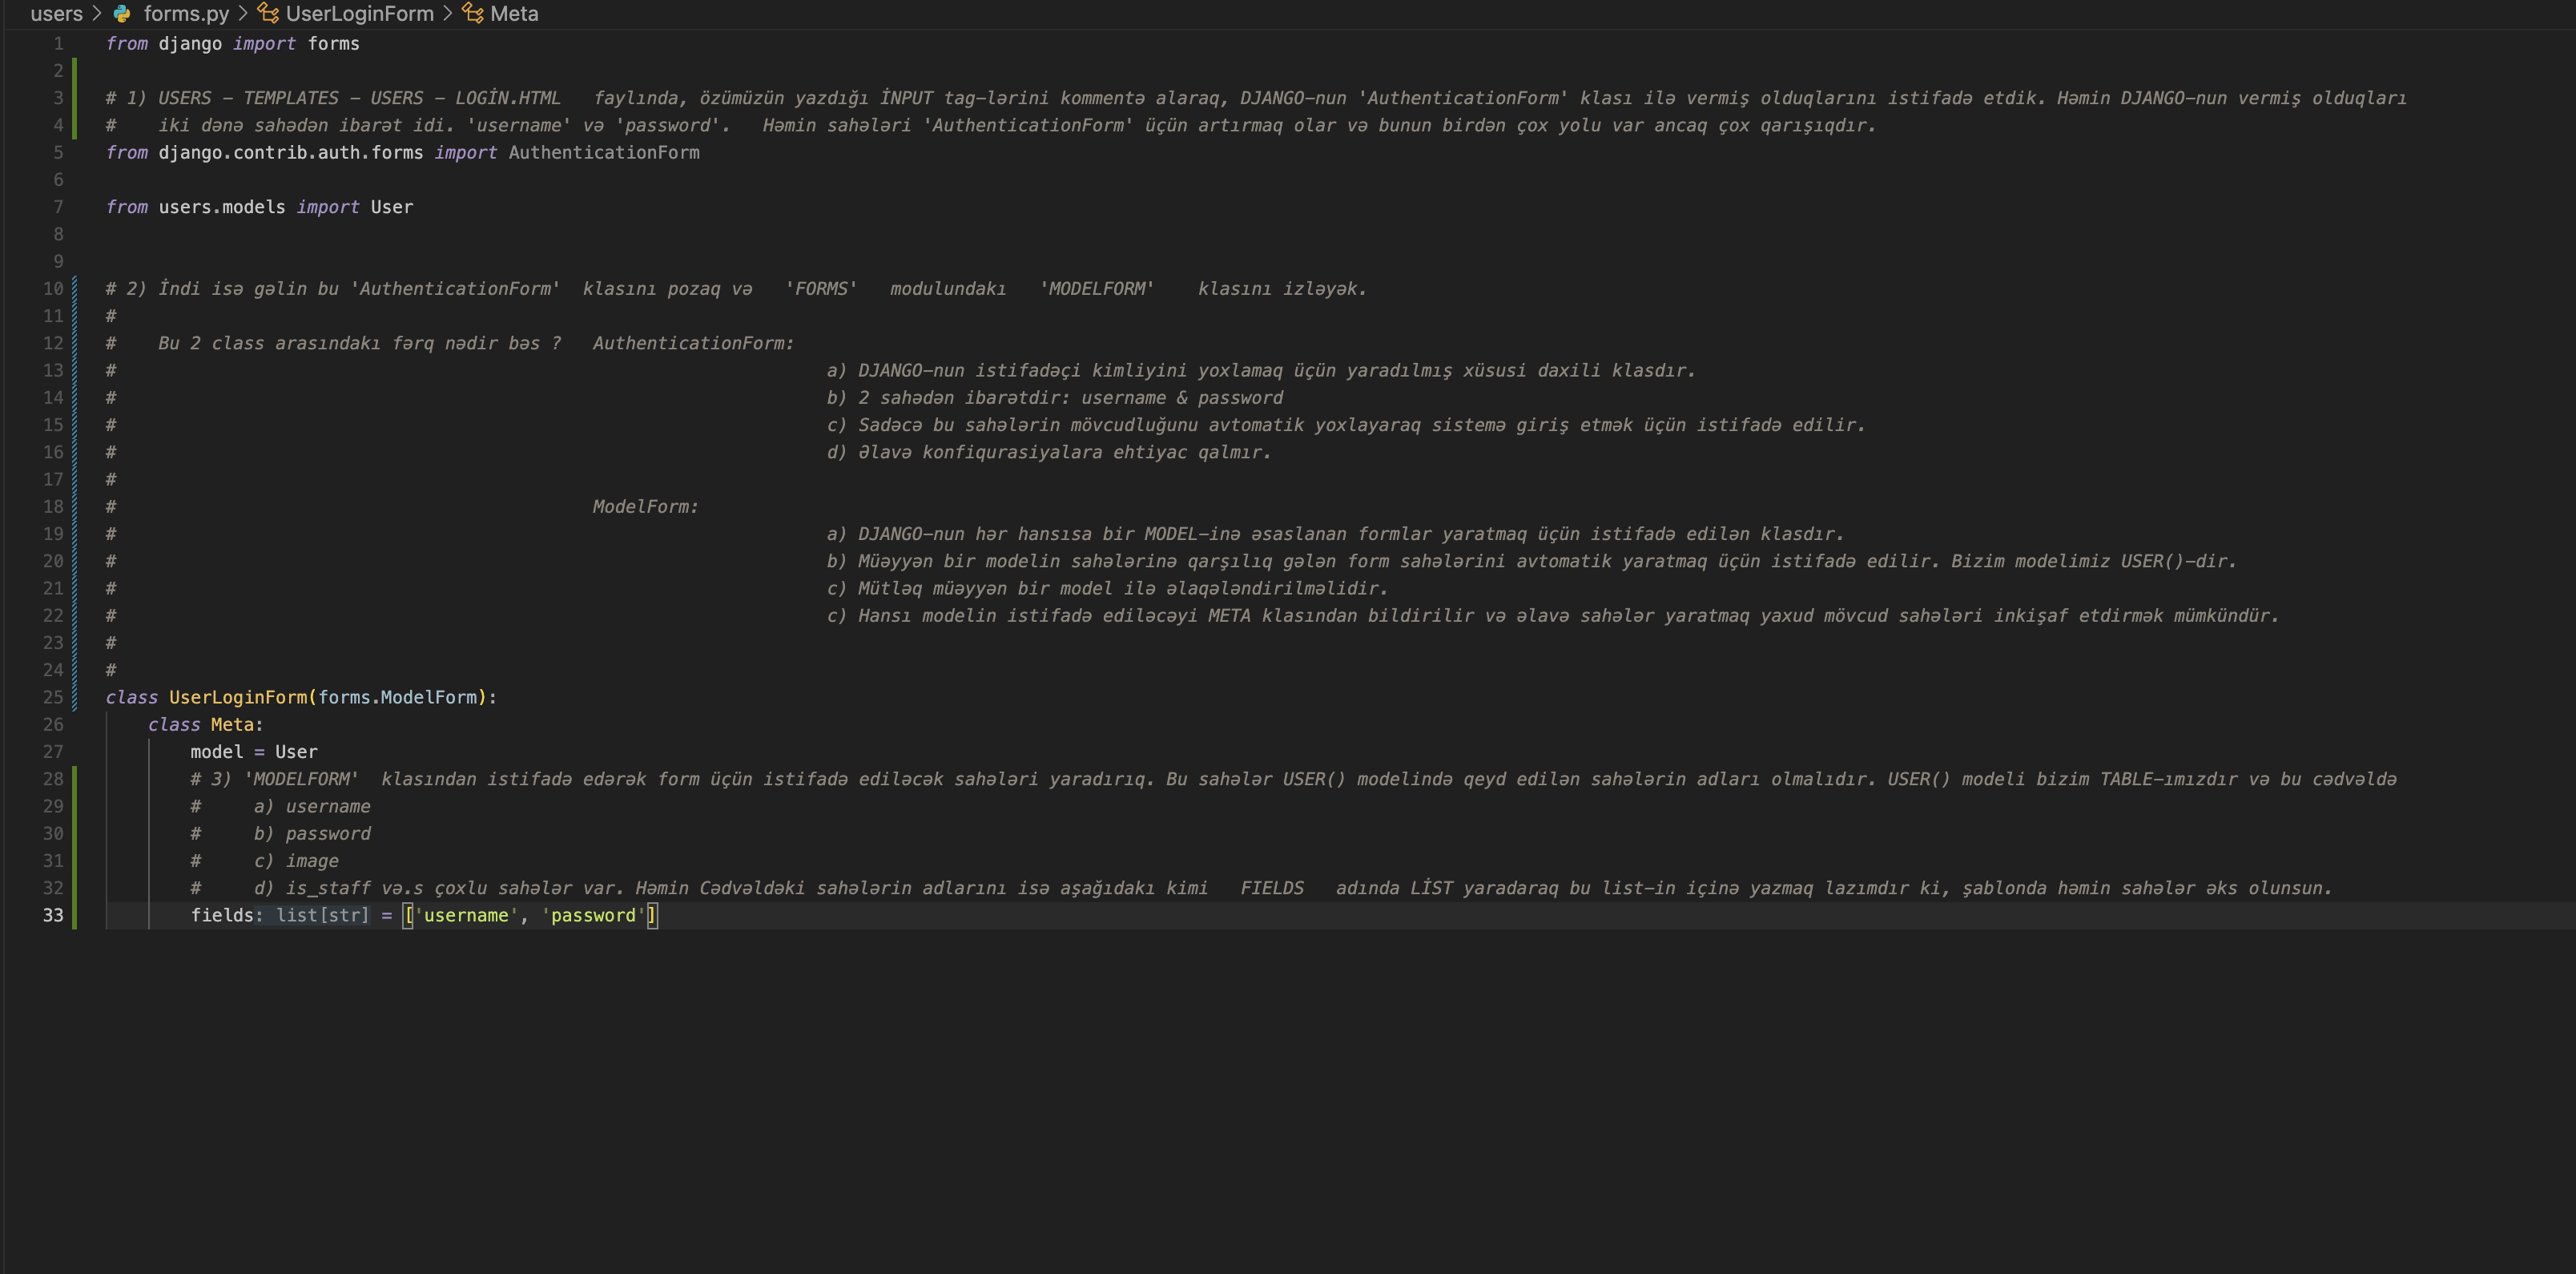 users > forms.py > UserLoginForm > Meta
1 from django import forms
2
3 # 1) USERS - TEMPLATES - USERS - LOGİN.HTML   faylında, özümüzün yazdığı İNPUT tag-lərini kommentə alaraq, DJANGO-nun 'AuthenticationForm' klası ilə vermiş olduqlarını istifadə etdik. Həmin DJANGO-nun vermiş olduqları
4 #    iki dənə sahədən ibarət idi. 'username' və 'password'.   Həmin sahələri 'AuthenticationForm' üçün artırmaq olar və bunun birdən çox yolu var ancaq çox qarışıqdır.
5 from django.contrib.auth.forms import AuthenticationForm
6
7 from users.models import User
8
9
10 # 2) İndi isə gəlin bu 'AuthenticationForm'  klasını pozaq və   'FORMS'   modulundakı   'MODELFORM'    klasını izləyək.
11 #
12 #    Bu 2 class arasındakı fərq nədir bəs ?   AuthenticationForm:
13 #    a) DJANGO-nun istifadəçi kimliyini yoxlamaq üçün yaradılmış xüsusi daxili klasdır.
14 #    b) 2 sahədən ibarətdir: username & password
15 #    c) Sadəcə bu sahələrin mövcudluğunu avtomatik yoxlayaraq sistemə giriş etmək üçün istifadə edilir.
16 #    d) Əlavə konfiqurasiyalara ehtiyac qalmır.
17 #
18 #    ModelForm:
19 #    a) DJANGO-nun hər hansısa bir MODEL-inə əsaslanan formlar yaratmaq üçün istifadə edilən klasdır.
20 #    b) Müəyyən bir modelin sahələrinə qarşılıq gələn form sahələrini avtomatik yaratmaq üçün istifadə edilir. Bizim modelimiz USER()-dir.
21 #    c) Mütləq müəyyən bir model ilə əlaqələndirilməlidir.
22 #    c) Hansı modelin istifadə ediləcəyi META klasından bildirilir və əlavə sahələr yaratmaq yaxud mövcud sahələri inkişaf etdirmək mümkündür.
23 #
24 #
25 class UserLoginForm(forms.ModelForm):
26     class Meta:
27         model = User
28         # 3) 'MODELFORM'  klasından istifadə edərək form üçün istifadə ediləcək sahələri yaradırıq. Bu sahələr USER() modelində qeyd edilən sahələrin adları olmalıdır. USER() modeli bizim TABLE-ımızdır və bu cədvəldə
29         #     a) username
30         #     b) password
31         #     c) image
32         #     d) is_staff və.s çoxlu sahələr var. Həmin Cədvəldəki sahələrin adlarını isə aşağıdakı kimi   FIELDS   adında LİST yaradaraq bu list-in içinə yazmaq lazımdır ki, şablonda həmin sahələr əks olunsun.
33         fields: list[str] = ['username', 'password']